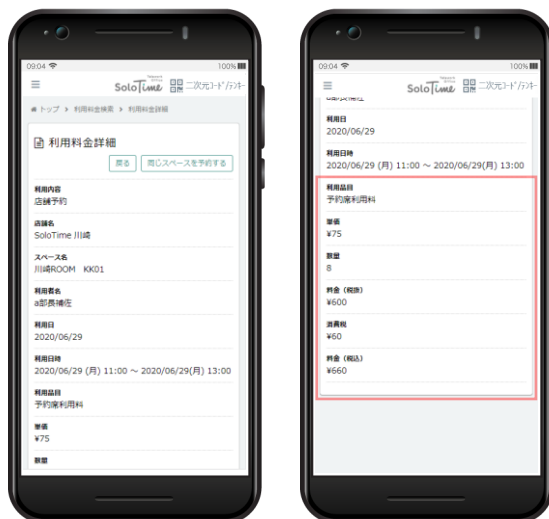 09:04 100%
Telework Office
SoloTime 二次元コード/テンキー
トップ > 利用料金検索 > 利用料金詳細
利用料金詳細
戻る 同じスペースを予約する
利用内容
店舗予約
店舗名
SoloTime 川崎
スペース名
川崎ROOM KK01
利用者名
a部長補佐
利用日
2020/06/29
利用日時
2020/06/29 (月) 11:00 ～ 2020/06/29(月) 13:00
利用品目
予約席利用料
単価
¥75
数量
09:04 100%
Telework Office
SoloTime 二次元コード/テンキー
a部長補佐
利用日
2020/06/29
利用日時
2020/06/29 (月) 11:00 ～ 2020/06/29(月) 13:00
利用品目
予約席利用料
単価
¥75
数量
8
料金（税抜）
¥600
消費税
¥60
料金（税込）
¥660